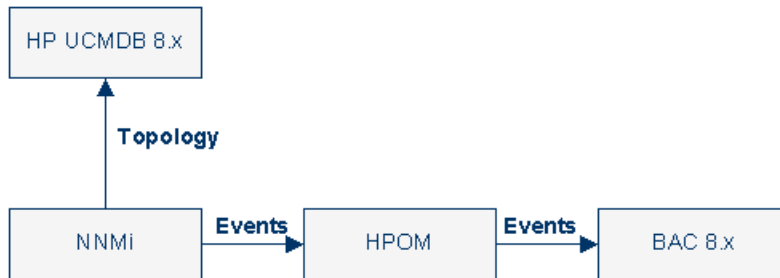 HP UCMDB 8.x
Topology
NNMi
Events
HPOM
Events
BAC 8.x